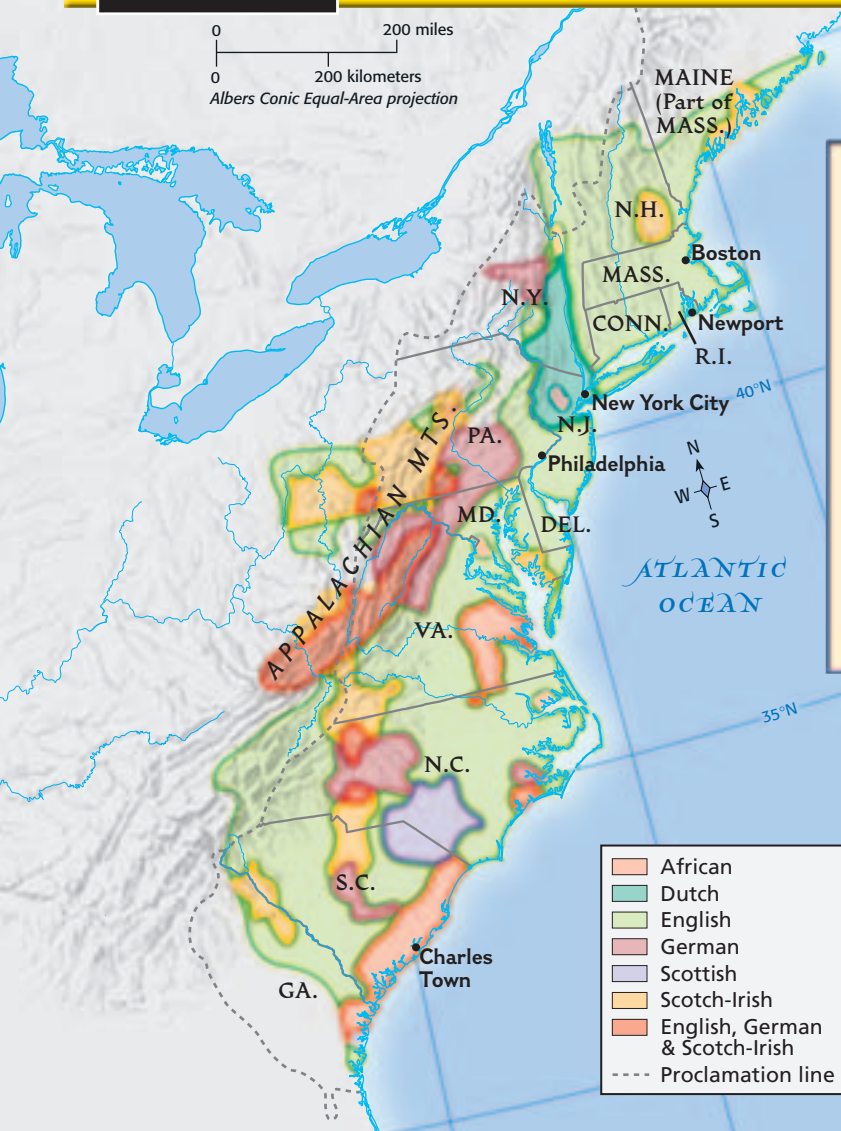 0 200 miles
0 200 kilometers
Albers Conic Equal-Area projection
MAINE
(Part of
MASS.)
N.H.
Boston
MASS.
N.Y.
CONN.
Newport
R.I.
40°N
New York City
N.J.
PA.
Philadelphia
N
W E
S
MD.
DEL.
APPALACHIAN MTS.
ATLANTIC
OCEAN
VA.
35°N
N.C.
S.C.
Charles
Town
GA.
African
Dutch
English
German
Scottish
Scotch-Irish
English, German
& Scotch-Irish
Proclamation line